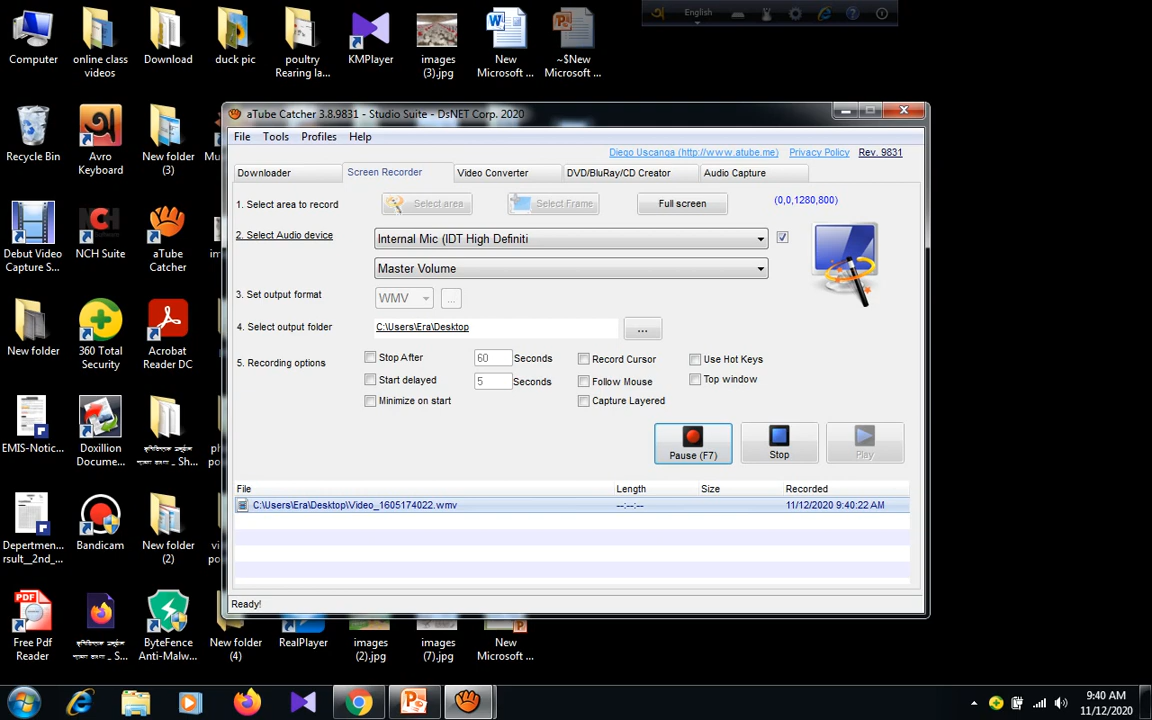 English
Computer
online class
videos
Download
duck pic
poultry
Rearing la...
KMPlayer
images
(3).jpg
New
Microsoft ...
~$New
Microsoft ...
Recycle Bin
Avro
Keyboard
New folder
(3)
Debut Video
Capture S...
NCH Suite
aTube
Catcher
New folder
360 Total
Security
Acrobat
Reader DC
EMIS-Notic...
Doxillion
Docume...
Departmen...
rsult__2nd_...
Bandicam
New folder
(2)
Free Pdf
Reader
ByteFence
Anti-Malw...
New folder
(4)
RealPlayer
images
(2).jpg
images
(7).jpg
New
Microsoft ...
aTube Catcher 3.8.9831 - Studio Suite - DsNET Corp. 2020
File Tools Profiles Help
Diego Uscanga (http://www.atube.me) Privacy Policy Rev. 9831
Downloader Screen Recorder Video Converter DVD/BluRay/CD Creator Audio Capture
1. Select area to record Select area Select Frame Full screen (0,0,1280,800)
2. Select Audio device Internal Mic (IDT High Definiti
Master Volume
3. Set output format WMV ...
4. Select output folder C:\Users\Era\Desktop ...
5. Recording options Stop After 60 Seconds Record Cursor Use Hot Keys
Start delayed 5 Seconds Follow Mouse Top window
Minimize on start Capture Layered
Pause (F7) Stop Play
File Length Size Recorded
C:\Users\Era\Desktop\Video_1605174022.wmv --:--:-- 11/12/2020 9:40:22 AM
Ready!
9:40 AM
11/12/2020